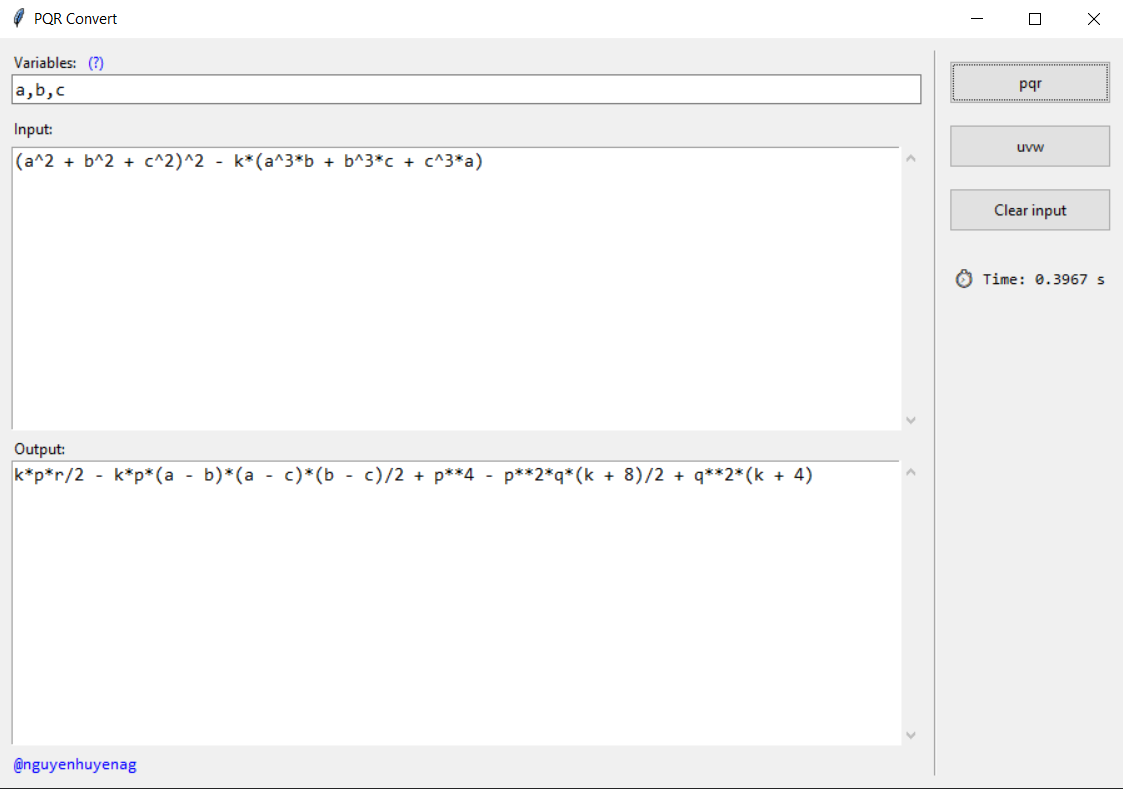 PQR Convert
Variables: (?)
a,b,c
Input:
(a^2 + b^2 + c^2)^2 - k*(a^3*b + b^3*c + c^3*a)
Output:
k*p*r/2 - k*p*(a - b)*(a - c)*(b - c)/2 + p**4 - p**2*q*(k + 8)/2 + q**2*(k + 4)
@nguyenhuyenag
pqr
uvw
Clear input
Time: 0.3967 s